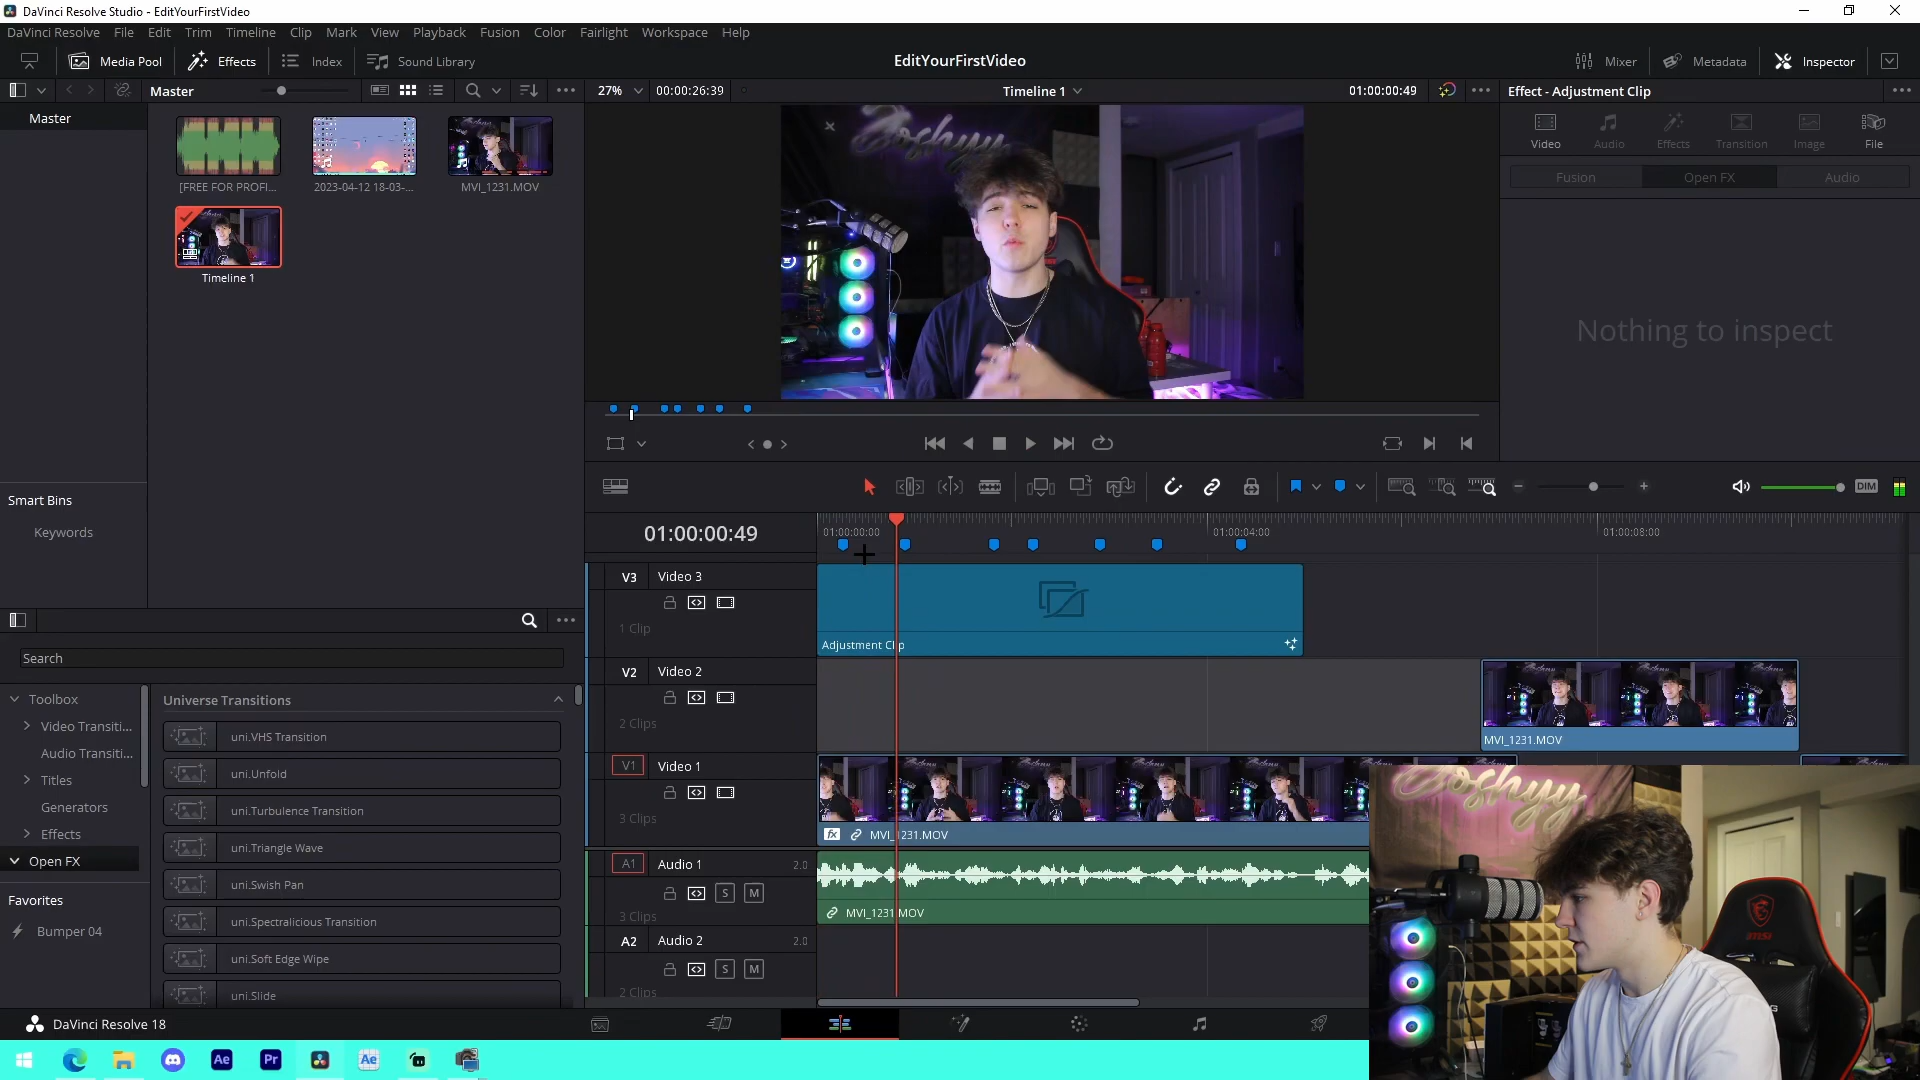 DaVinci Resolve Studio - EditYourFirstVideo
DaVinci Resolve File Edit Trim Timeline Clip Mark View Playback Fusion Color Fairlight Workspace Help
Media Pool Effects Index Sound Library EditYourFirstVideo Mixer Metadata Inspector
Master 27% 00:00:26:39 Timeline 1 01:00:00:49 Effect - Adjustment Clip
Master
[FREE FOR PROFI... 2023-04-12 18-03-... MVI_1231.MOV
Timeline 1
Joshyy
Video Audio Effects Transition Image File
Fusion Open FX Audio
Nothing to inspect
Smart Bins
Keywords
DIM
01:00:00:49
01:00:00:00 01:00:04:00 01:00:08:00
V3 Video 3
1 Clip
Adjustment Clip
V2 Video 2
2 Clips
MVI_1231.MOV
V1 Video 1
3 Clips
fx MVI_1231.MOV
A1 Audio 1 2.0
S M
3 Clips
MVI_1231.MOV
A2 Audio 2 2.0
S M
2 Clips
Search
Toolbox
Video Transiti...
Audio Transiti...
Titles
Generators
Effects
Open FX
Favorites
Bumper 04
Universe Transitions
uni.VHS Transition
uni.Unfold
uni.Turbulence Transition
uni.Triangle Wave
uni.Swish Pan
uni.Spectralicious Transition
uni.Soft Edge Wipe
uni.Slide
DaVinci Resolve 18
Ae Pr Ae
Joshyy
msi